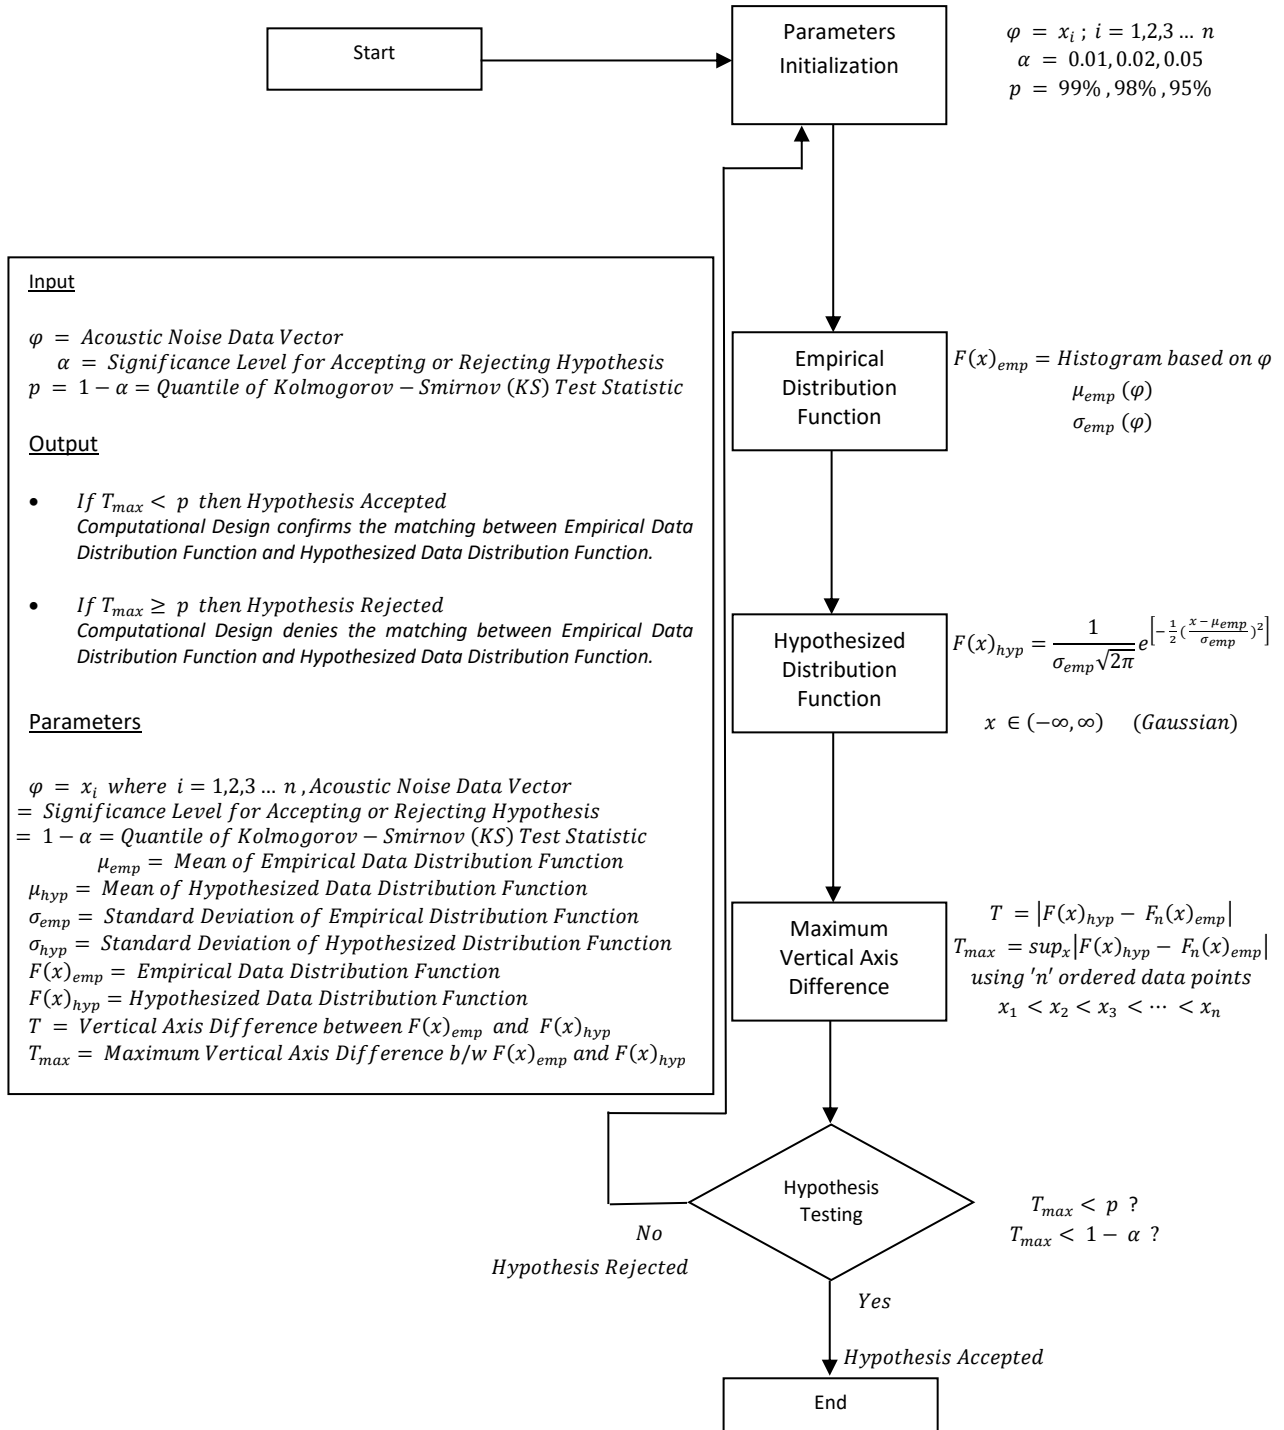 Start
Parameters
Initialization
φ = x_i ; i = 1,2,3 … n
α = 0.01, 0.02, 0.05
p = 99% , 98% , 95%
Input
φ = Acoustic Noise Data Vector
α = Significance Level for Accepting or Rejecting Hypothesis
p = 1 − α = Quantile of Kolmogorov − Smirnov (KS) Test Statistic
Output
• If T_max < p then Hypothesis Accepted
Computational Design confirms the matching between Empirical Data
Distribution Function and Hypothesized Data Distribution Function.
• If T_max ≥ p then Hypothesis Rejected
Computational Design denies the matching between Empirical Data
Distribution Function and Hypothesized Data Distribution Function.
Parameters
φ = x_i where i = 1,2,3 … n , Acoustic Noise Data Vector
= Significance Level for Accepting or Rejecting Hypothesis
= 1 − α = Quantile of Kolmogorov − Smirnov (KS) Test Statistic
μ_emp = Mean of Empirical Data Distribution Function
μ_hyp = Mean of Hypothesized Data Distribution Function
σ_emp = Standard Deviation of Empirical Distribution Function
σ_hyp = Standard Deviation of Hypothesized Distribution Function
F(x)_emp = Empirical Data Distribution Function
F(x)_hyp = Hypothesized Data Distribution Function
T = Vertical Axis Difference between F(x)_emp and F(x)_hyp
T_max = Maximum Vertical Axis Difference b/w F(x)_emp and F(x)_hyp
Empirical
Distribution
Function
F(x)_emp = Histogram based on φ
μ_emp (φ)
σ_emp (φ)
Hypothesized
Distribution
Function
F(x)_hyp = 1/(σ_emp√2π) e^[−1/2((x − μ_emp)/σ_emp)^2]
x ∈ (−∞, ∞) (Gaussian)
Maximum
Vertical Axis
Difference
T = |F(x)_hyp − F_n(x)_emp|
T_max = sup_x|F(x)_hyp − F_n(x)_emp|
using 'n' ordered data points
x_1 < x_2 < x_3 < ⋯ < x_n
Hypothesis
Testing
T_max < p ?
T_max < 1 − α ?
No
Hypothesis Rejected
Yes
Hypothesis Accepted
End